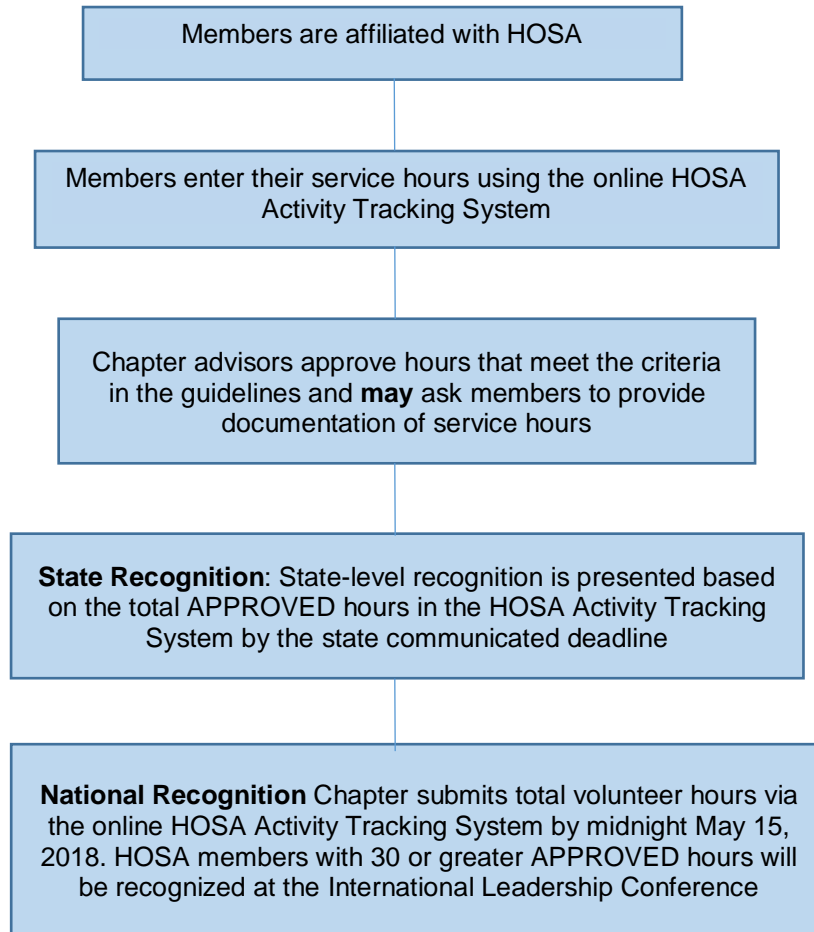 Members are affiliated with HOSA
Members enter their service hours using the online HOSA
Activity Tracking System
Chapter advisors approve hours that meet the criteria
in the guidelines and may ask members to provide
documentation of service hours
State Recognition: State-level recognition is presented based
on the total APPROVED hours in the HOSA Activity Tracking
System by the state communicated deadline
National Recognition Chapter submits total volunteer hours via
the online HOSA Activity Tracking System by midnight May 15,
2018. HOSA members with 30 or greater APPROVED hours will
be recognized at the International Leadership Conference